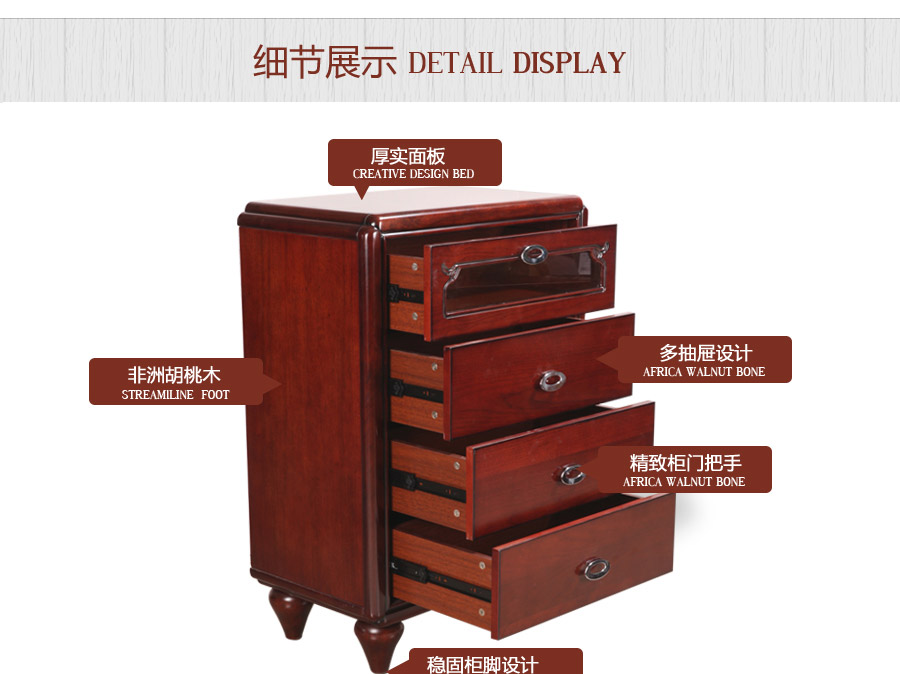 细节展示 DETAIL DISPLAY
厚实面板
CREATIVE DESIGN BED
多抽屉设计
AFRICA WALNUT BONE
非洲胡桃木
STREAMILINE FOOT
精致柜门把手
AFRICA WALNUT BONE
稳固柜脚设计